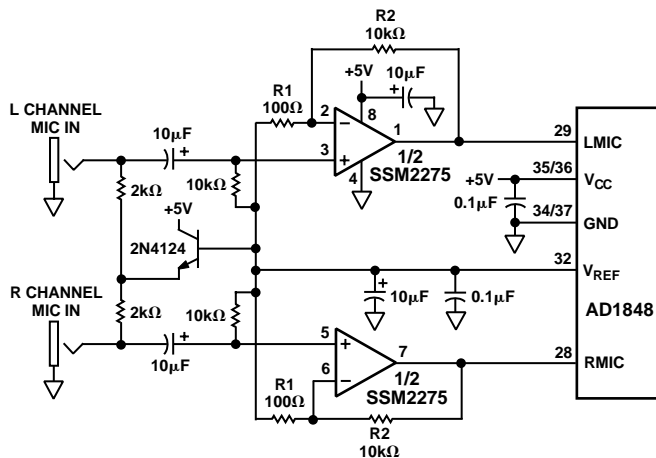 R2
10kΩ
+5V
10μF
+
R1
100Ω
L CHANNEL
MIC IN
10μF
+
2
−
8
1
3
+
4
1/2
SSM2275
29
LMIC
2kΩ
10kΩ
+5V
35/36
VCC
0.1μF
34/37
GND
+5V
2N4124
32
VREF
R CHANNEL
MIC IN
2kΩ
10kΩ
+
10μF
0.1μF
AD1848
+
10μF
5
+
7
6
−
1/2
SSM2275
28
RMIC
R1
100Ω
R2
10kΩ